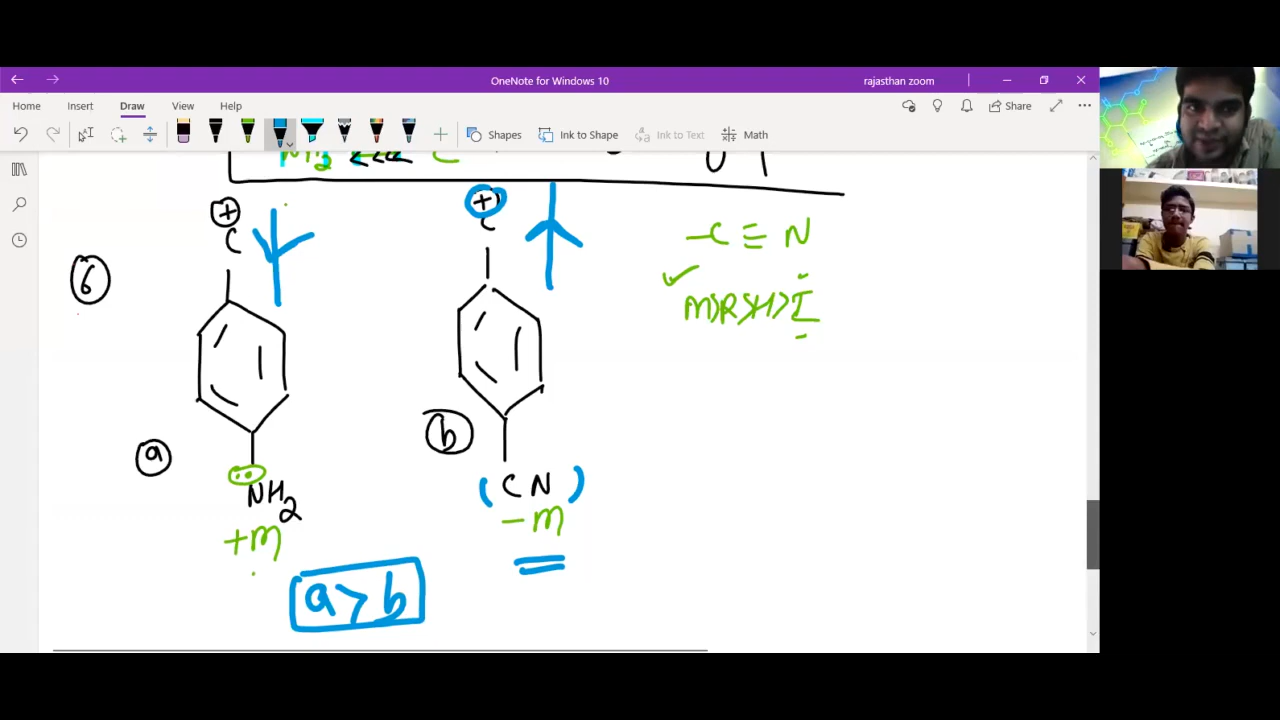 OneNote for Windows 10
rajasthan zoom
Home Insert Draw View Help
Share
Shapes
Ink to Shape
Ink to Text
Math
NH2
C
⊕ ⊕
C C
-C≡N
6
M>R>H>I
b
a
NH2
(CN)
+m
-m
a > b